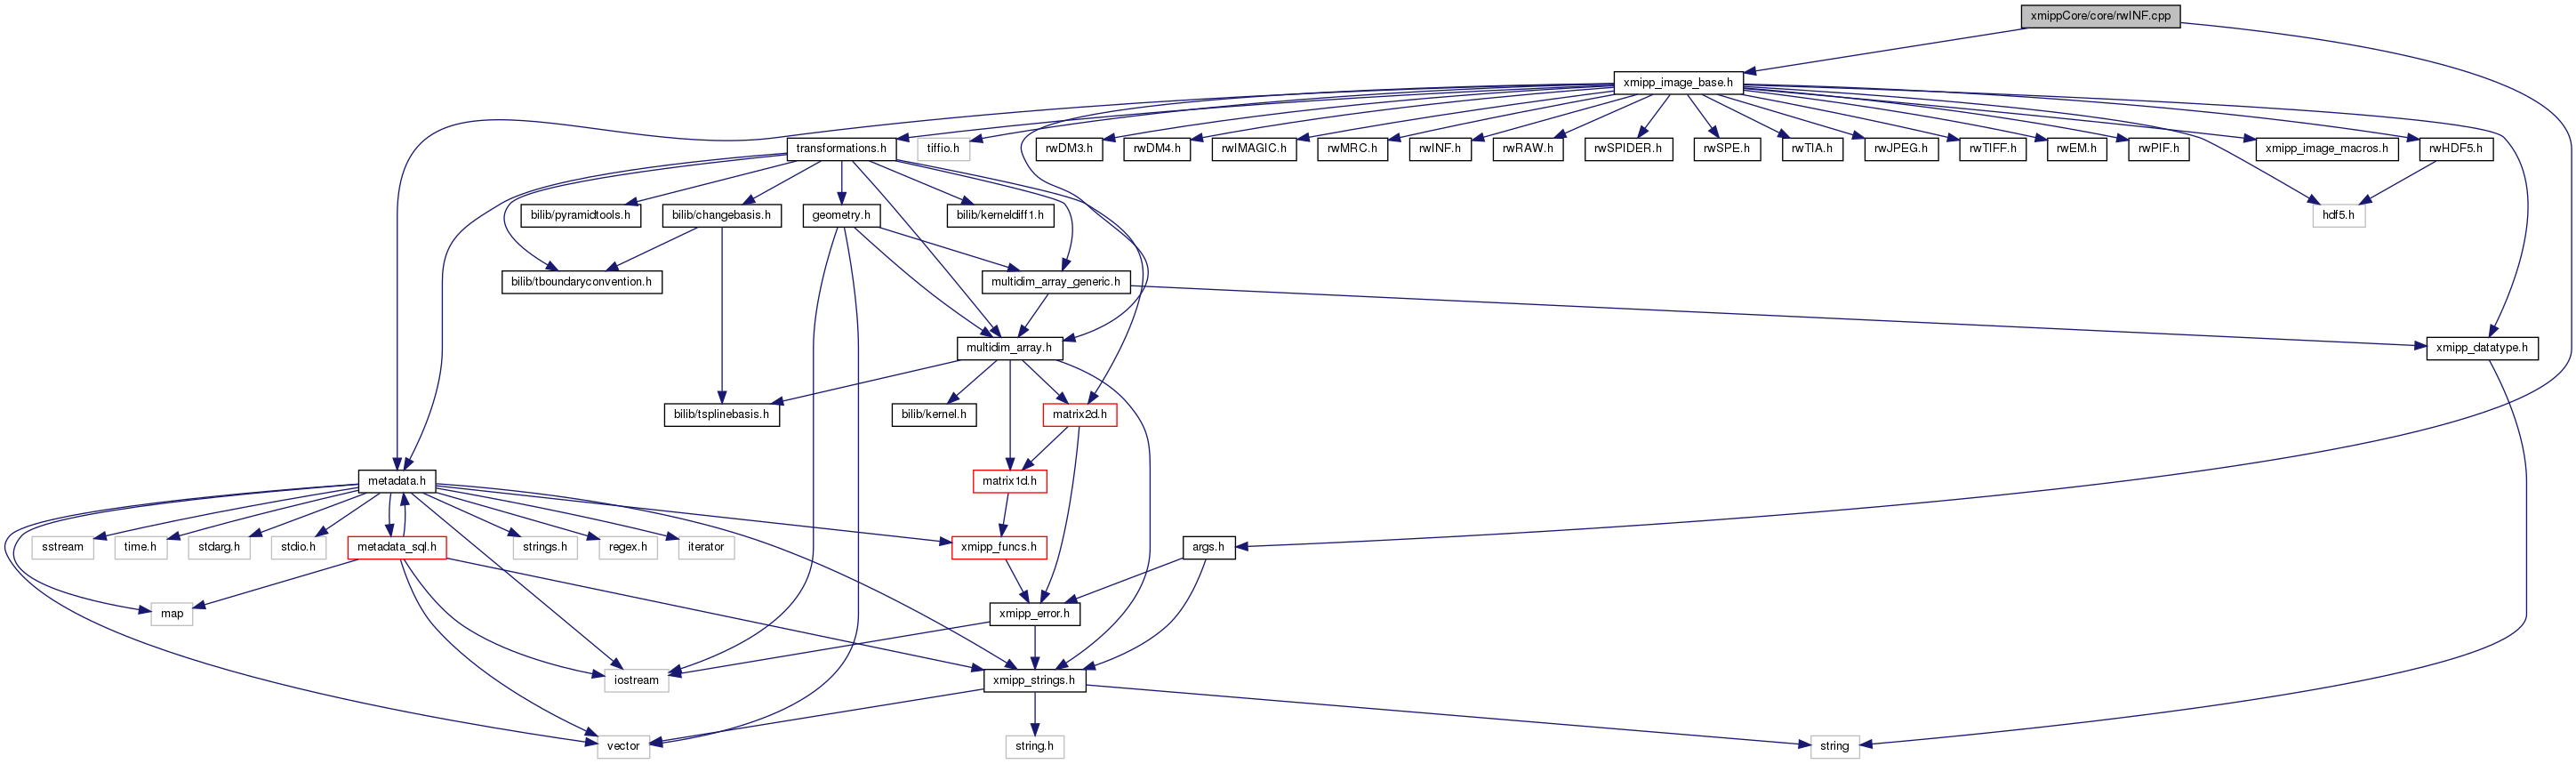 xmippCore/core/rwINF.cpp
xmipp_image_base.h
transformations.h
tiffio.h
rwDM3.h
rwDM4.h
rwIMAGIC.h
rwMRC.h
rwINF.h
rwRAW.h
rwSPIDER.h
rwSPE.h
rwTIA.h
rwJPEG.h
rwTIFF.h
rwEM.h
rwPIF.h
xmipp_image_macros.h
rwHDF5.h
bilib/pyramidtools.h
bilib/changebasis.h
geometry.h
bilib/kerneldiff1.h
hdf5.h
bilib/tboundaryconvention.h
multidim_array_generic.h
multidim_array.h
xmipp_datatype.h
bilib/tsplinebasis.h
bilib/kernel.h
matrix2d.h
metadata.h
matrix1d.h
sstream
time.h
stdarg.h
stdio.h
metadata_sql.h
strings.h
regex.h
iterator
xmipp_funcs.h
args.h
map
xmipp_error.h
iostream
xmipp_strings.h
vector
string.h
string